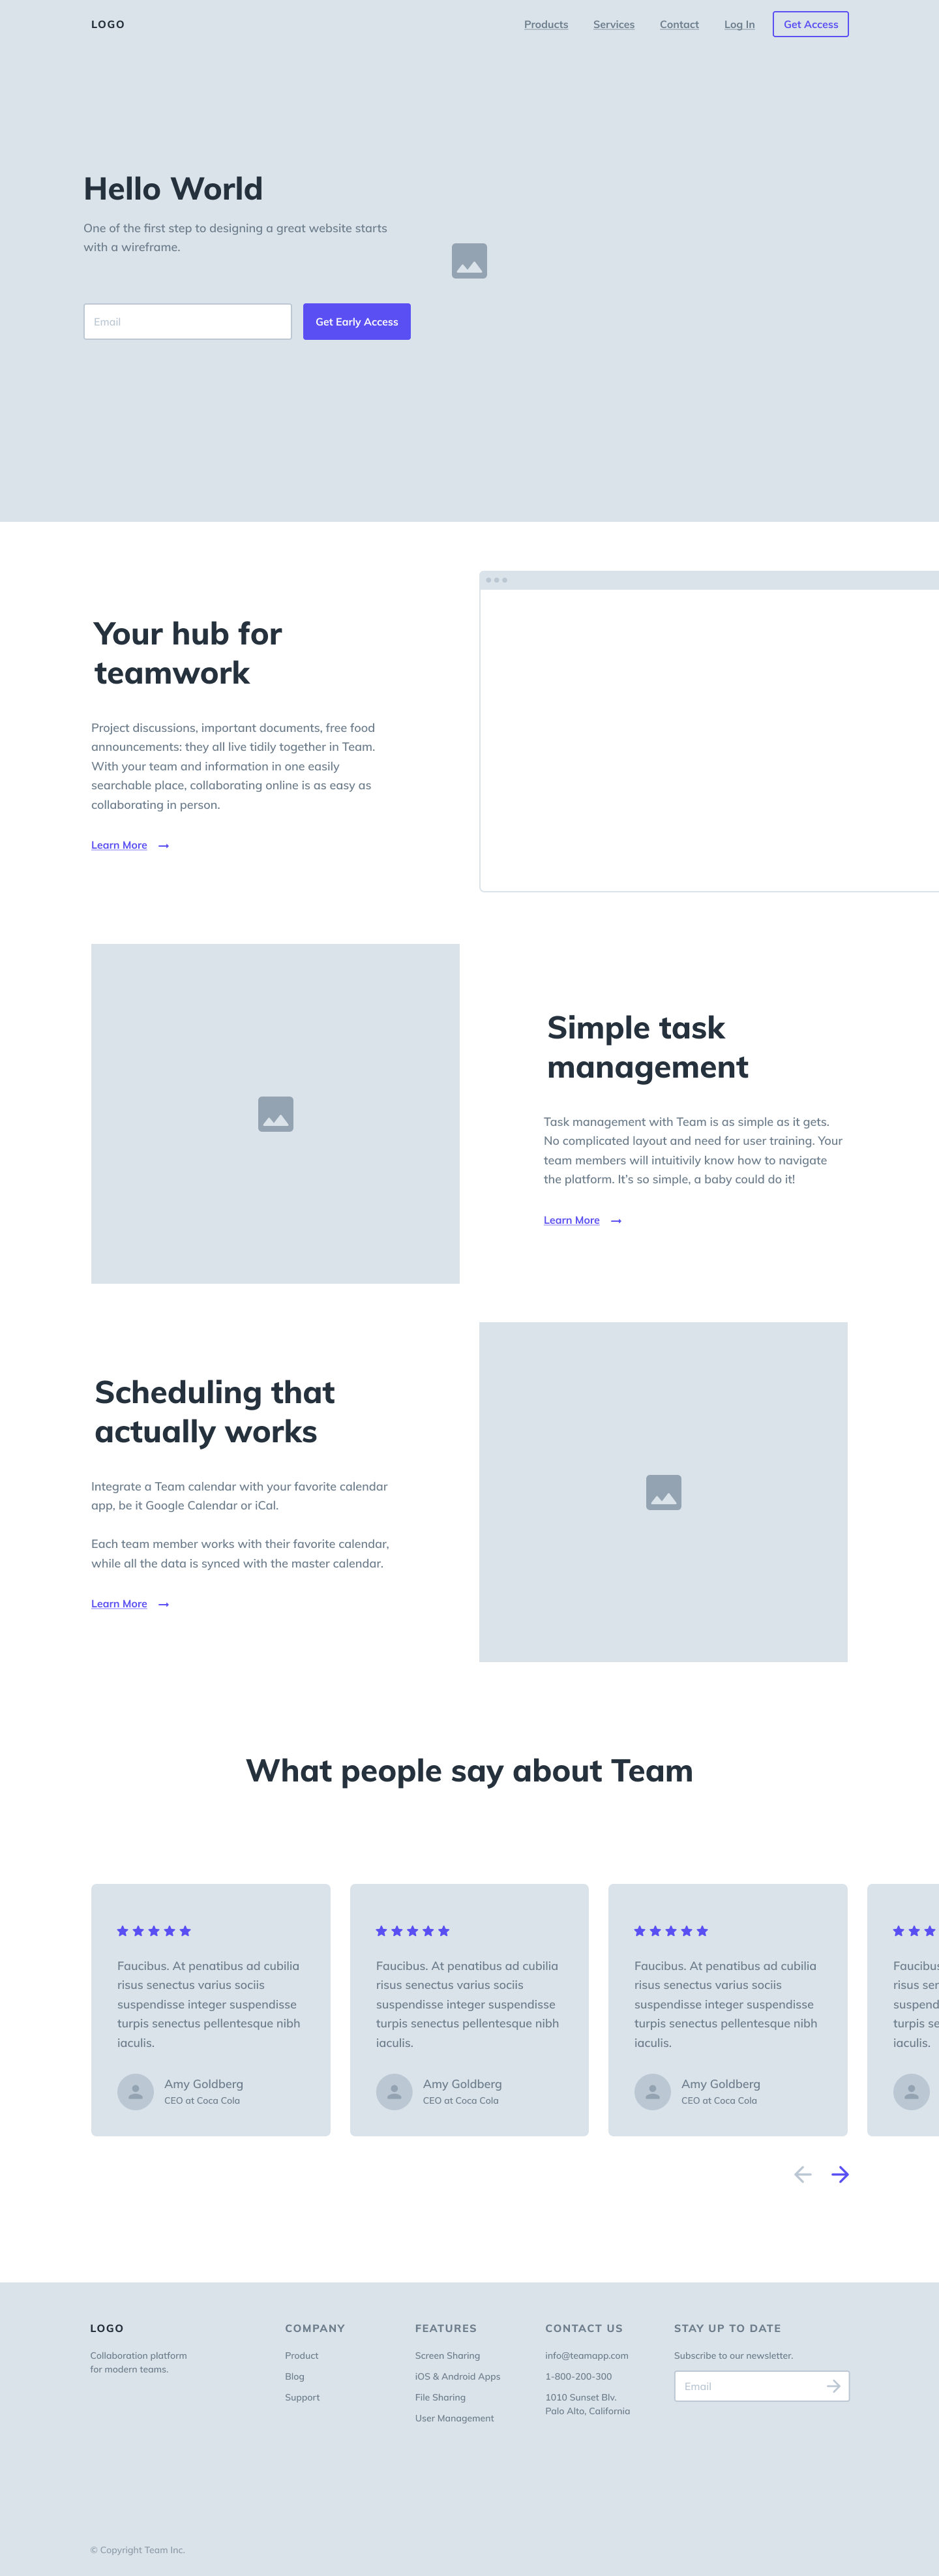 LOGO
Products Services Contact Log In Get Access
Hello World
One of the first step to designing a great website starts
with a wireframe.
Email
Get Early Access
Your hub for
teamwork
Project discussions, important documents, free food
announcements: they all live tidily together in Team.
With your team and information in one easily
searchable place, collaborating online is as easy as
collaborating in person.
Learn More
Simple task
management
Task management with Team is as simple as it gets.
No complicated layout and need for user training. Your
team members will intuitivily know how to navigate
the platform. It's so simple, a baby could do it!
Learn More
Scheduling that
actually works
Integrate a Team calendar with your favorite calendar
app, be it Google Calendar or iCal.
Each team member works with their favorite calendar,
while all the data is synced with the master calendar.
Learn More
What people say about Team
Faucibus. At penatibus ad cubilia
risus senectus varius sociis
suspendisse integer suspendisse
turpis senectus pellentesque nibh
iaculis.
Amy Goldberg
CEO at Coca Cola
Faucibus. At penatibus ad cubilia
risus senectus varius sociis
suspendisse integer suspendisse
turpis senectus pellentesque nibh
iaculis.
Amy Goldberg
CEO at Coca Cola
Faucibus. At penatibus ad cubilia
risus senectus varius sociis
suspendisse integer suspendisse
turpis senectus pellentesque nibh
iaculis.
Amy Goldberg
CEO at Coca Cola
risus
turpis
iaculis.
LOGO
Collaboration platform
for modern teams.
COMPANY
Product
Blog
Support
FEATURES
Screen Sharing
iOS & Android Apps
File Sharing
User Management
CONTACT US
info@teamapp.com
1-800-200-300
1010 Sunset Blv.
Palo Alto, California
STAY UP TO DATE
Subscribe to our newsletter.
Email
© Copyright Team Inc.